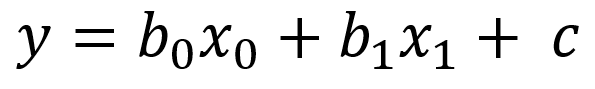 y = b₀x₀ + b₁x₁ + c